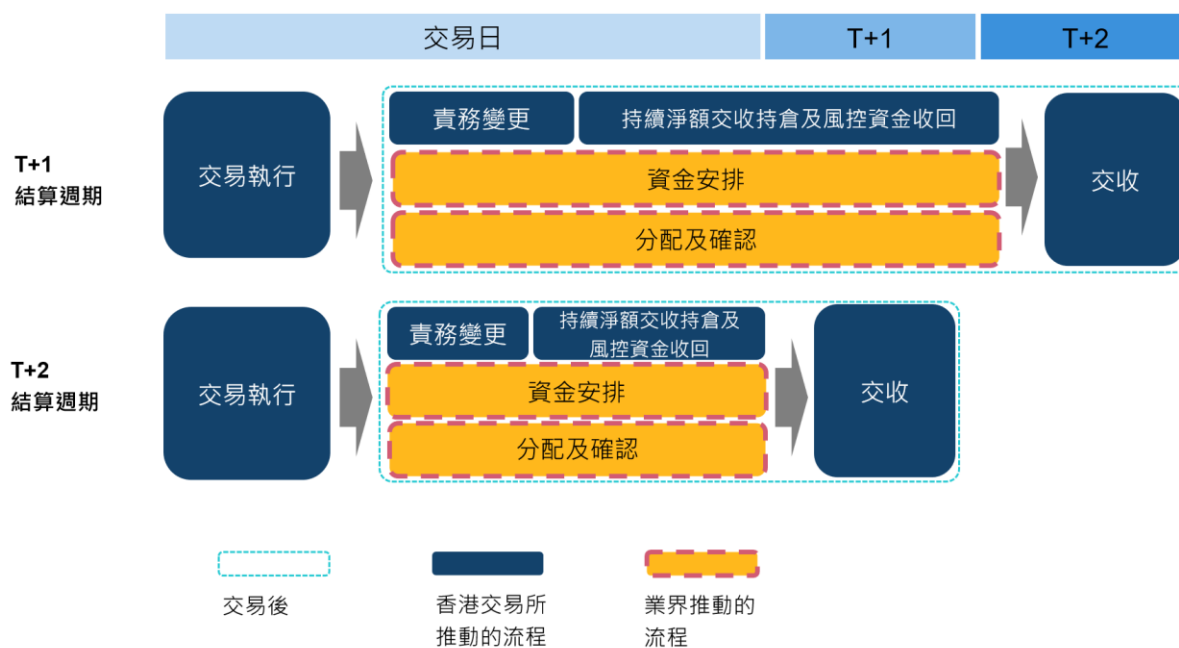 交易日
T+1
T+2
T+1
結算週期
交易執行
責務變更
持續淨額交收持倉及風控資金收回
資金安排
分配及確認
交收
T+2
結算週期
交易執行
責務變更
持續淨額交收持倉及
風控資金收回
資金安排
分配及確認
交收
交易後
香港交易所
推動的流程
業界推動的
流程